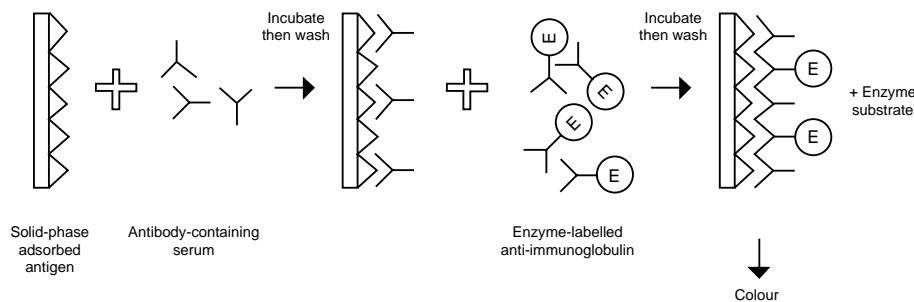 Incubate
then wash
Incubate
then wash
E
E
E
E
E
E
+ Enzyme
substrate
Solid-phase
adsorbed
antigen
Antibody-containing
serum
Enzyme-labelled
anti-immunoglobulin
Colour